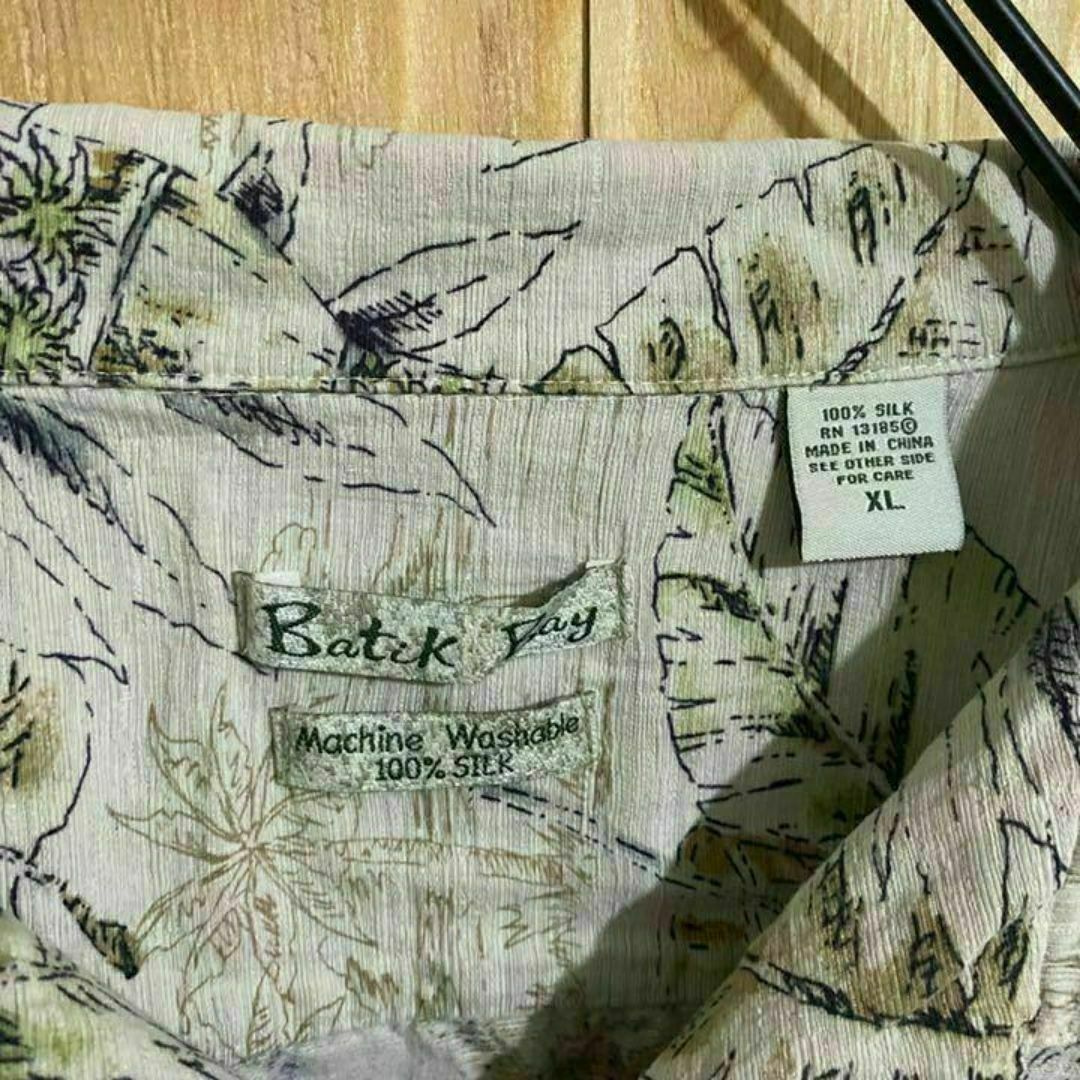 100% SILK
RN 13185©
MADE IN CHINA
SEE OTHER SIDE
FOR CARE
XL
Batik Bay
Machine Washable
100% SILK